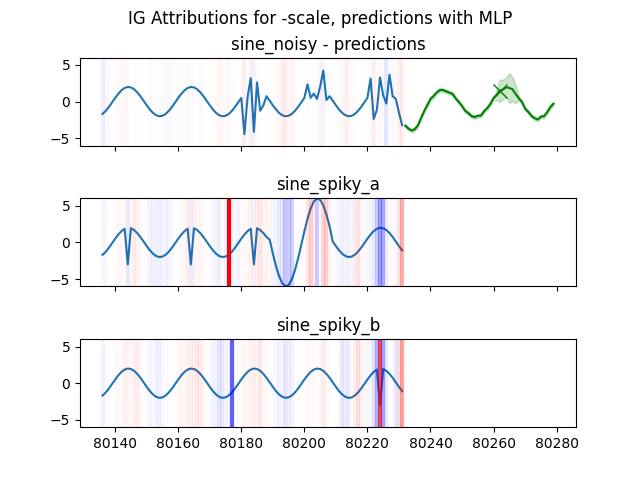 IG Attributions for -scale, predictions with MLP
sine_noisy - predictions
5
0
−5
sine_spiky_a
5
0
−5
sine_spiky_b
5
0
−5
80140 80160 80180 80200 80220 80240 80260 80280